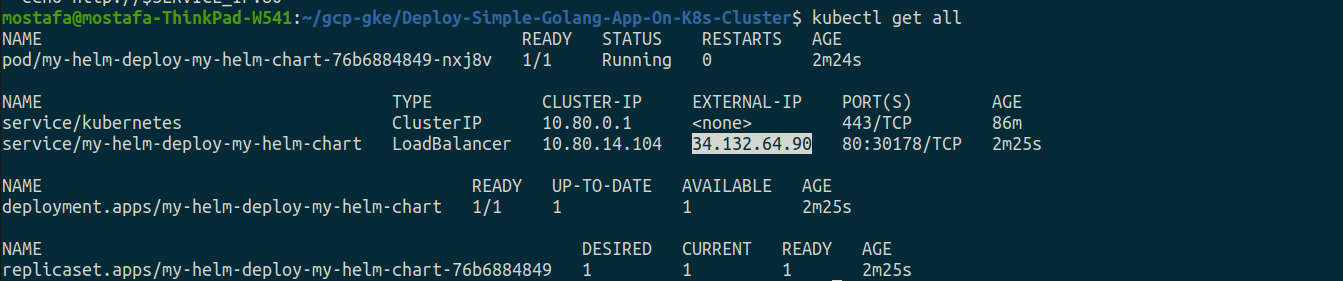 mostafa@mostafa-ThinkPad-W541:~/gcp-gke/Deploy-Simple-Golang-App-On-K8s-Cluster$ kubectl get all
NAME READY STATUS RESTARTS AGE
pod/my-helm-deploy-my-helm-chart-76b6884849-nxj8v 1/1 Running 0 2m24s
NAME TYPE CLUSTER-IP EXTERNAL-IP PORT(S) AGE
service/kubernetes ClusterIP 10.80.0.1 <none> 443/TCP 86m
service/my-helm-deploy-my-helm-chart LoadBalancer 10.80.14.104 34.132.64.90 80:30178/TCP 2m25s
NAME READY UP-TO-DATE AVAILABLE AGE
deployment.apps/my-helm-deploy-my-helm-chart 1/1 1 1 2m25s
NAME DESIRED CURRENT READY AGE
replicaset.apps/my-helm-deploy-my-helm-chart-76b6884849 1 1 1 2m25s